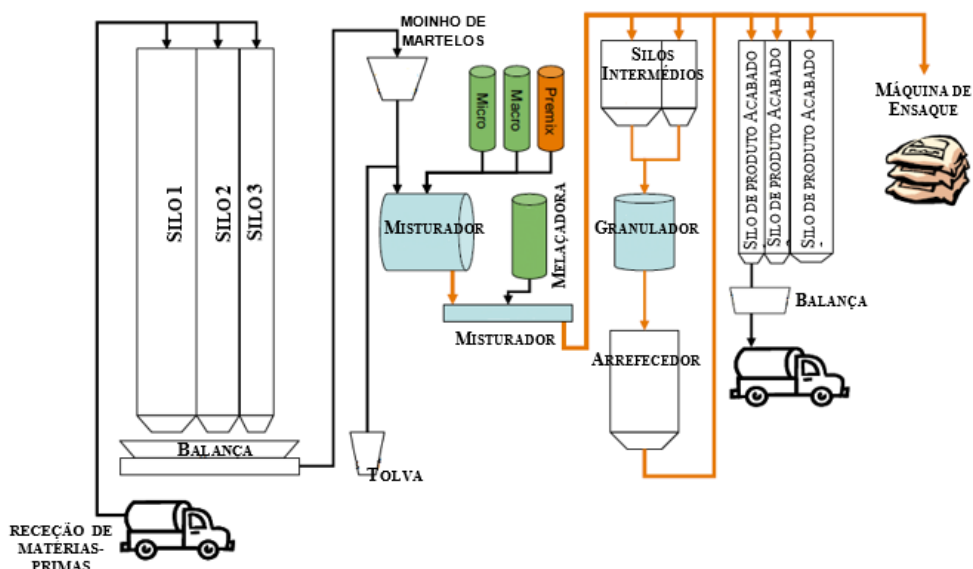 MOINHO DE
MARTELOS
SILO 1
SILO 2
SILO 3
Micro
Macro
Premix
SILOS
INTERMÉDIOS
SILO DE PRODUTO ACABADO
SILO DE PRODUTO ACABADO
SILO DE PRODUTO ACABADO
MÁQUINA DE
ENSAQUE
MISTURADOR
MELAÇADORA
GRANULADOR
BALANÇA
MISTURADOR
ARREFECEDOR
BALANÇA
TOLVA
RECEÇÃO DE
MATÉRIAS-
PRIMAS